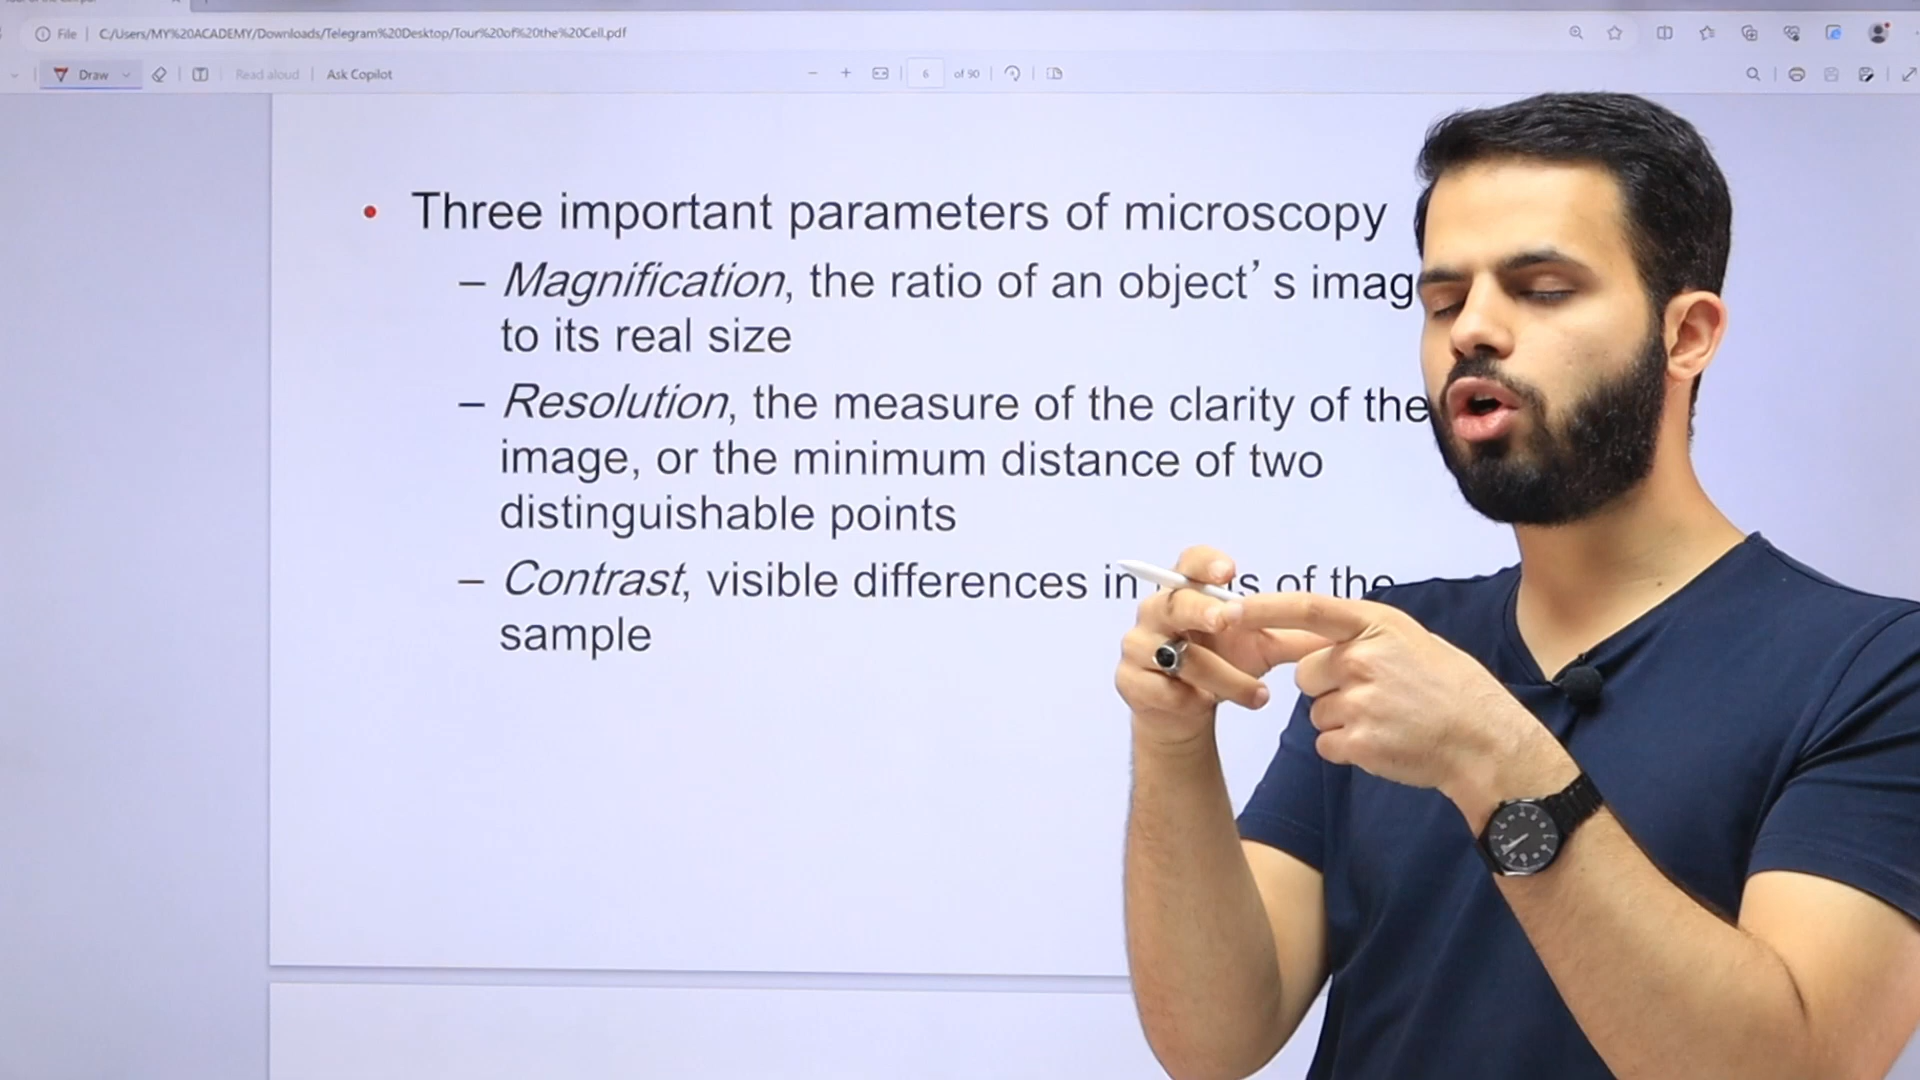 File | C:/Users/MY%20ACADEMY/Downloads/Telegram%20Desktop/Tour%20of%20the%20Cell.pdf
Draw Read aloud Ask Copilot 6 of 90
• Three important parameters of microscopy
– Magnification, the ratio of an object’s imag
to its real size
– Resolution, the measure of the clarity of the
image, or the minimum distance of two
distinguishable points
– Contrast, visible differences in of the
sample